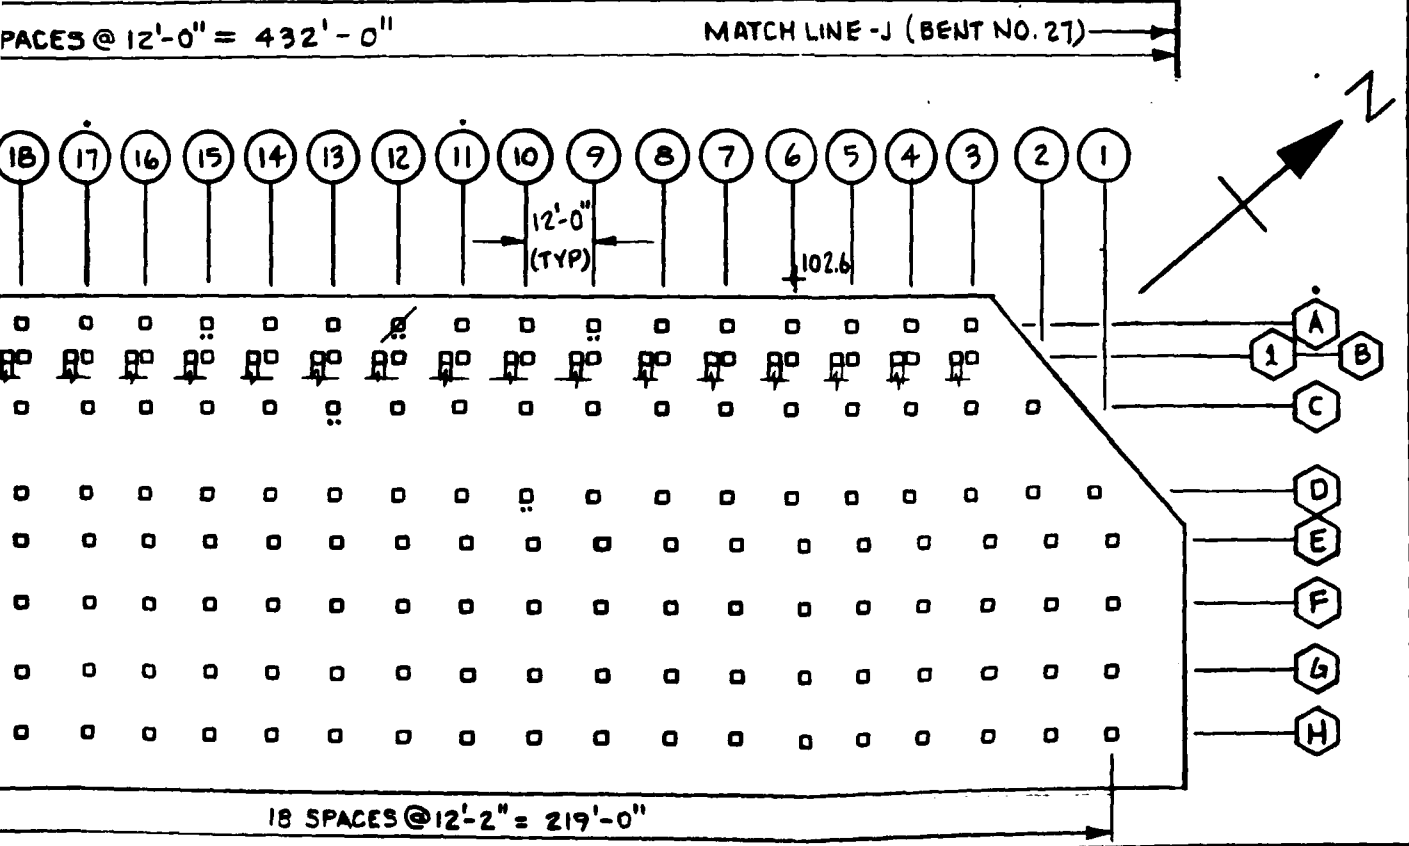 PACES @ 12'-0" = 432'-0"
MATCH LINE-J (BENT NO. 27)
N
18 17 16 15 14 13 12 11 10 9 8 7 6 5 4 3 2 1
12'-0"
(TYP)
102.6
A
1 B
C
D
E
F
G
H
18 SPACES @ 12'-2" = 219'-0"